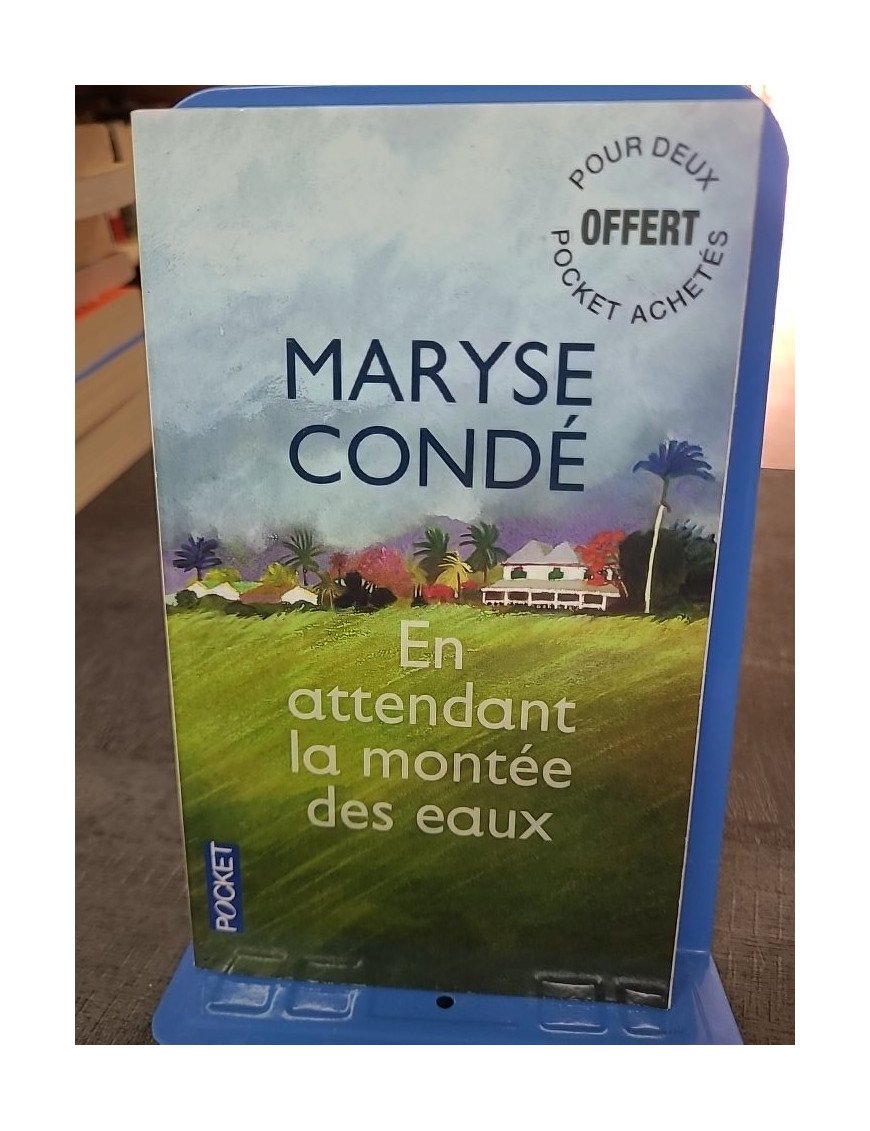 POUR DEUX
OFFERT
POCKET ACHETÉS
MARYSE
CONDÉ
En
attendant
la montée
des eaux
POCKET